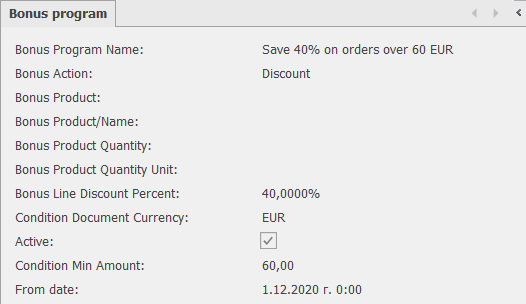 Bonus program
Bonus Program Name: Save 40% on orders over 60 EUR
Bonus Action: Discount
Bonus Product:
Bonus Product/Name:
Bonus Product Quantity:
Bonus Product Quantity Unit:
Bonus Line Discount Percent: 40,0000%
Condition Document Currency: EUR
Active:
Condition Min Amount: 60,00
From date: 1.12.2020 г. 0:00